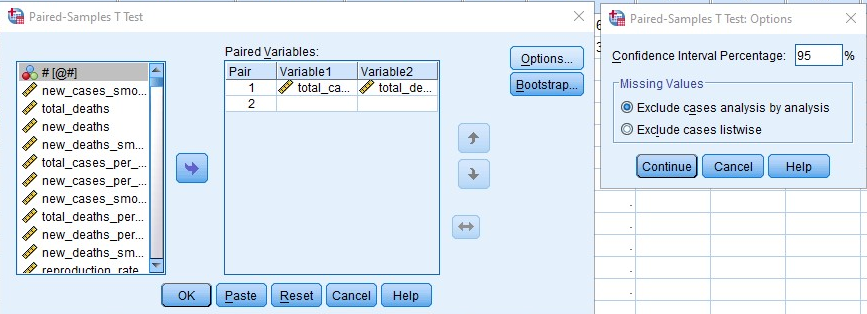 Paired-Samples T Test
Paired Variables:
# [@#]
new_cases_smo...
total_deaths
new_deaths
new_deaths_sm...
total_cases_per_...
new_cases_per_...
new_cases_smo...
total_deaths_per...
new_deaths_per...
new_deaths_sm...
reproduction_rate
Pair Variable1 Variable2
1 total_ca... total_de...
2
Options...
Bootstrap...
OK Paste Reset Cancel Help
6
3
Paired-Samples T Test: Options
Confidence Interval Percentage: 95 %
Missing Values
Exclude cases analysis by analysis
Exclude cases listwise
Continue Cancel Help